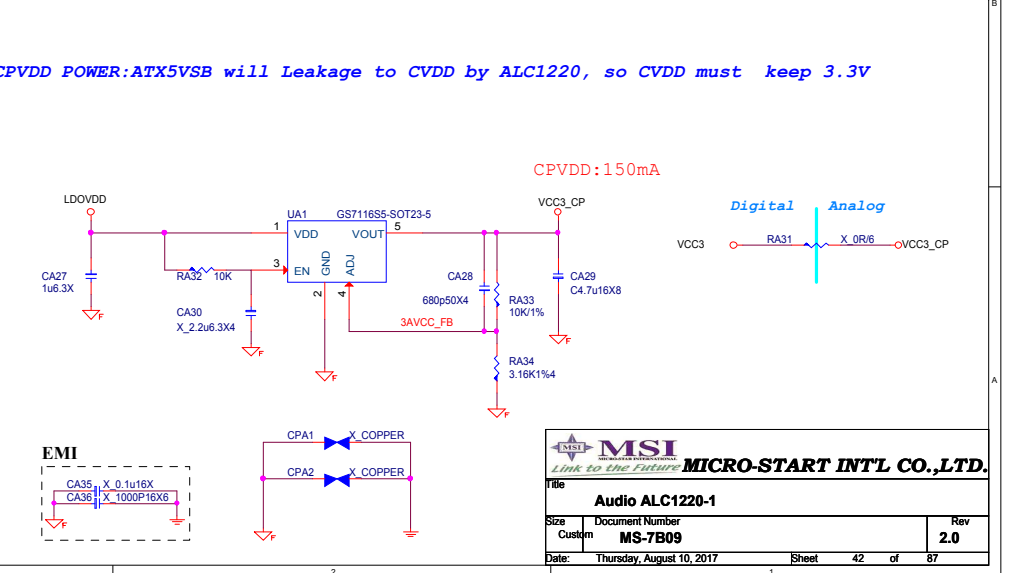 B
CPVDD POWER:ATX5VSB will Leakage to CVDD by ALC1220, so CVDD must keep 3.3V
CPVDD:150mA
LDOVDD
VCC3_CP
UA1 GS7116S5-SOT23-5
1 VDD VOUT 5
3 EN GND ADJ
2 4
CA27
1u6.3X
RA32 10K
CA30
X_2.2u6.3X4
CA28
680p50X4
RA33
10K/1%
CA29
C4.7u16X8
3AVCC_FB
RA34
3.16K1%4
F
F
F
F
F
Digital Analog
VCC3 RA31 X_0R/6 VCC3_CP
A
EMI
CA35 X_0.1u16X
CA36 X_1000P16X6
F
CPA1 X_COPPER
CPA2 X_COPPER
F
MSI MSI
MICRO-STAR INTERNATIONAL
Link to the Future MICRO-START INT'L CO.,LTD.
Title
Audio ALC1220-1
Size Document Number Rev
Custom MS-7B09 2.0
Date: Thursday, August 10, 2017 Sheet 42 of 87
2 1